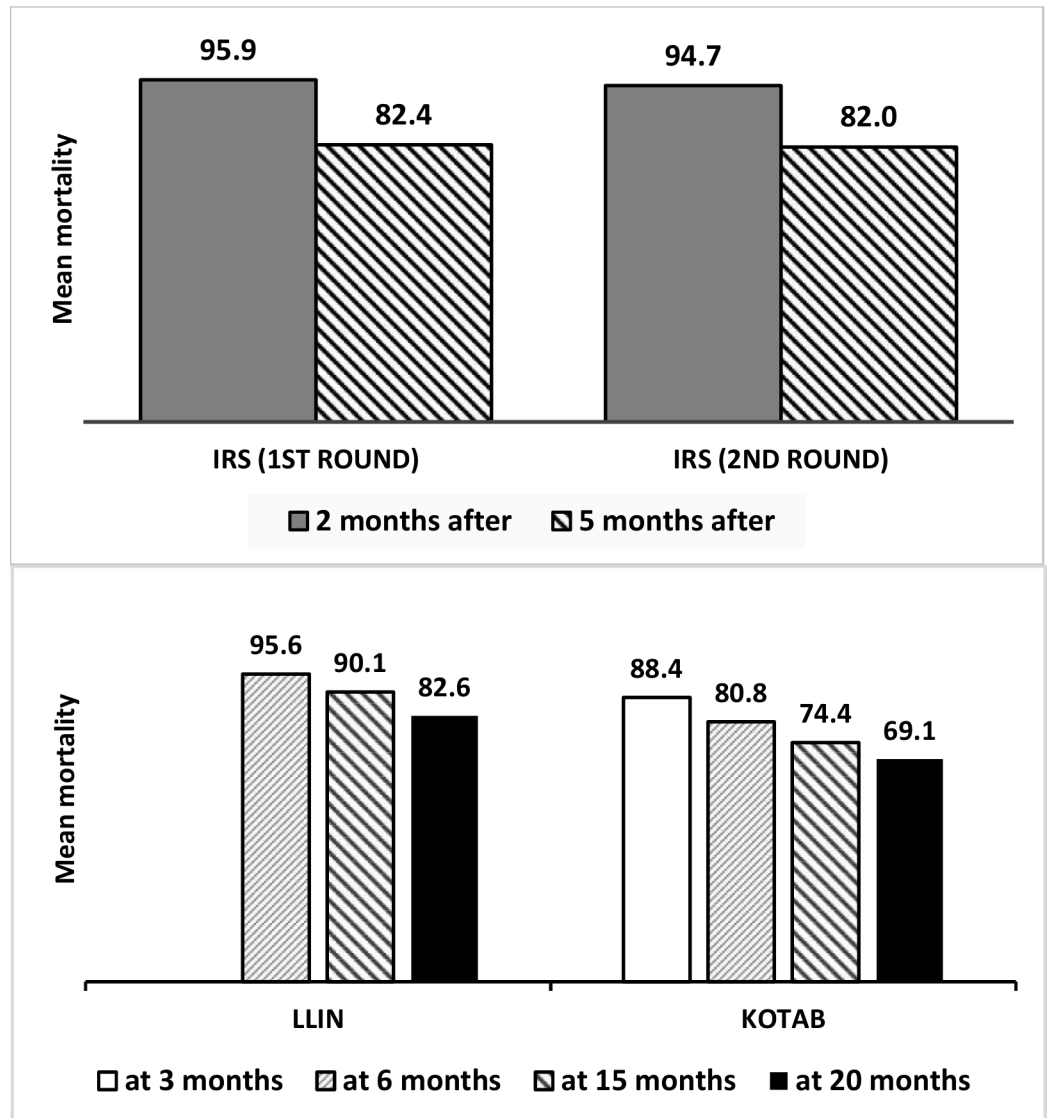 95.9
94.7
82.4
82.0
Mean mortality
IRS (1ST ROUND) IRS (2ND ROUND)
2 months after 5 months after
95.6
90.1
88.4
82.6
80.8
74.4
69.1
Mean mortality
LLIN KOTAB
at 3 months at 6 months at 15 months at 20 months